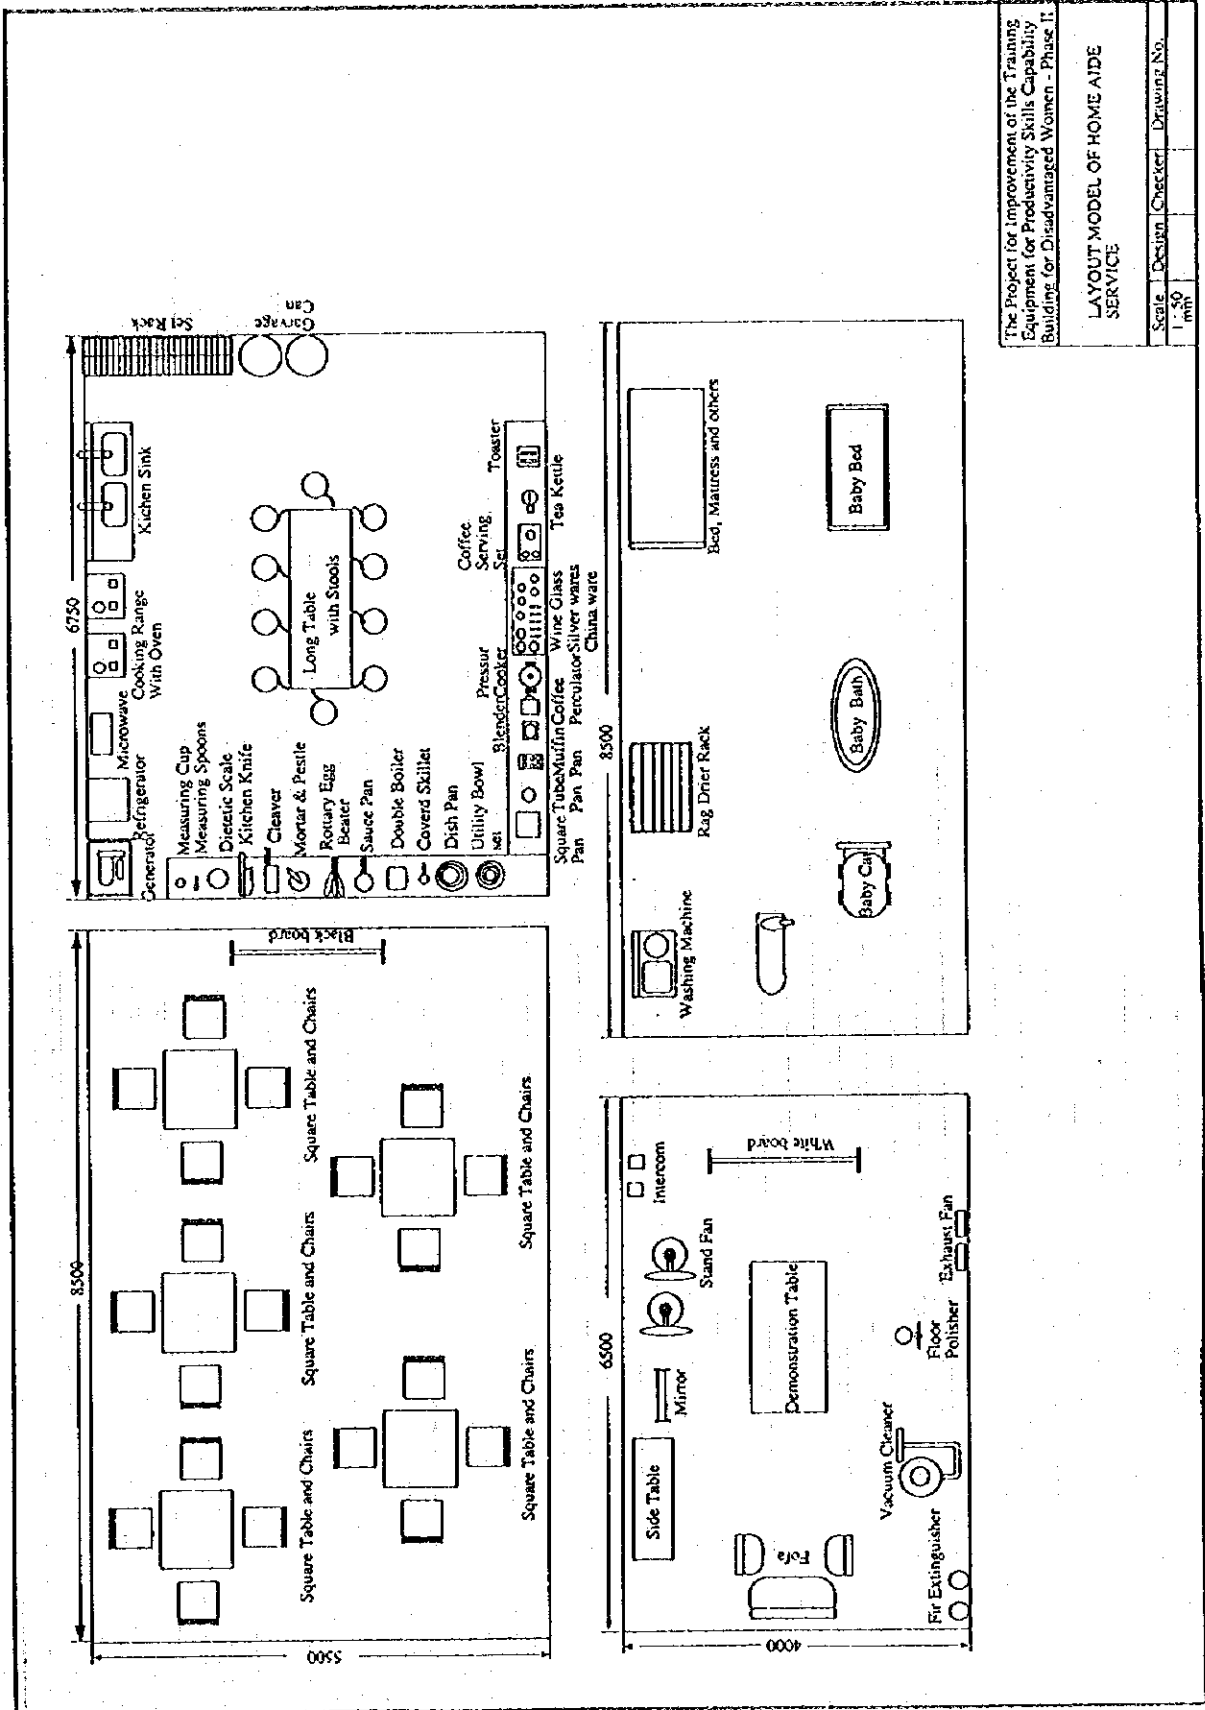 8500
5500
Square Table and Chairs
Square Table and Chairs
Square Table and Chairs
Square Table and Chairs
Square Table and Chairs
Black board
6750
Generator
Refrigerator
Microwave
Cooking Range
With Oven
Kichen Sink
Set Rack
Garvage
Can
Measuring Cup
Measuring Spoons
Dietetic Scale
Kitchen Knife
Cleaver
Mortar & Pestle
Rottary Egg
Beater
Sauce Pan
Double Boiler
Coverd Skillet
Dish Pan
Utility Bowl
set
Long Table
with Stools
Blender
Pressur
Cooker
Coffee
Serving
Set
Toaster
Square Tube Muffin Coffee Wine Glass Tea Kettle
Pan Pan Pan Perculator Silver wares
China ware
6500
4000
Side Table
Mirror
Stand Fan
Intercom
White board
Fofa
Demonstration Table
Fir Extinguisher
Vacuum Cleaner
Floor
Polisher
Exhaust Fan
8500
Washing Machine
Rag Drier Rack
Bed, Mattress and others
Baby Car
Baby Bath
Baby Bed
The Project for Improvement of the Training
Equipment for Productivity Skills Capability
Building for Disadvantaged Women - Phase II
LAYOUT MODEL OF HOME AIDE
SERVICE
Scale Design Checker Drawing No.
1 : 50
mm